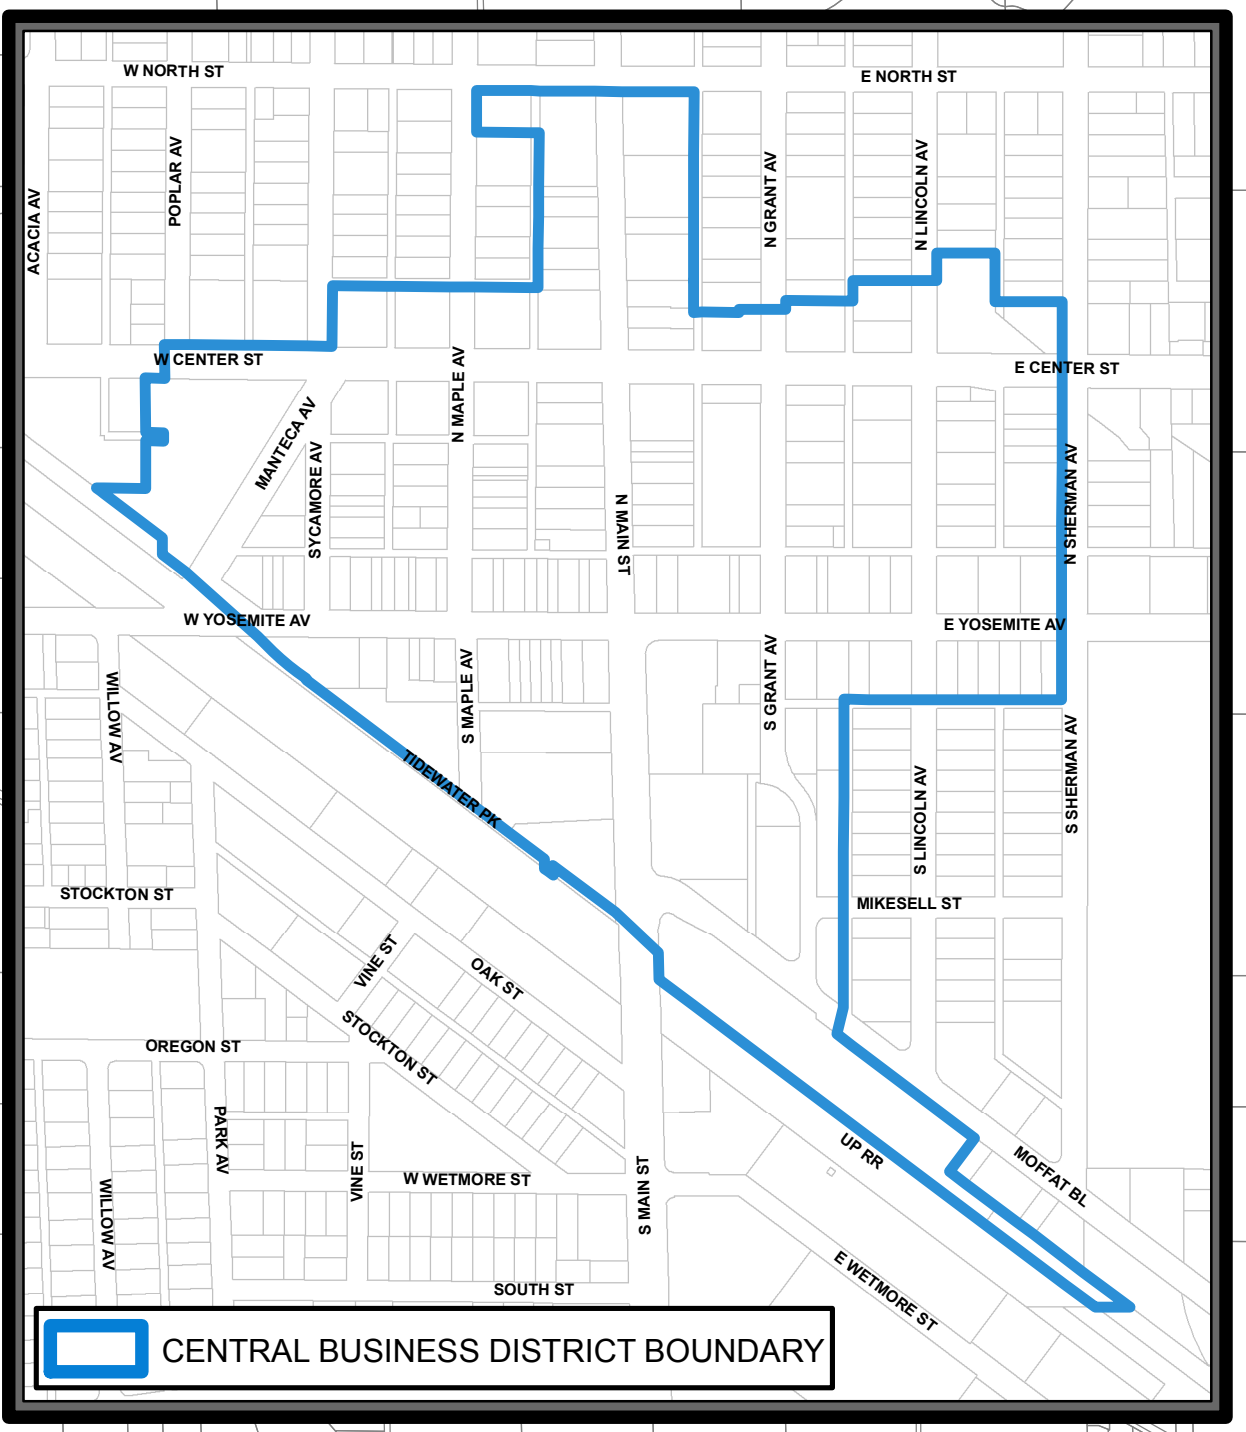 W NORTH ST
E NORTH ST
ACACIA AV
POPLAR AV
N GRANT AV
N LINCOLN AV
W CENTER ST
E CENTER ST
MANTECA AV
SYCAMORE AV
N MAPLE AV
N MAIN ST
N SHERMAN AV
W YOSEMITE AV
E YOSEMITE AV
WILLOW AV
S MAPLE AV
S GRANT AV
TIDEWATER PK
S LINCOLN AV
S SHERMAN AV
STOCKTON ST
MIKESELL ST
VINE ST
OAK ST
STOCKTON ST
OREGON ST
PARK AV
VINE ST
WILLOW AV
W WETMORE ST
S MAIN ST
UP RR
MOFFAT BL
E WETMORE ST
SOUTH ST
CENTRAL BUSINESS DISTRICT BOUNDARY